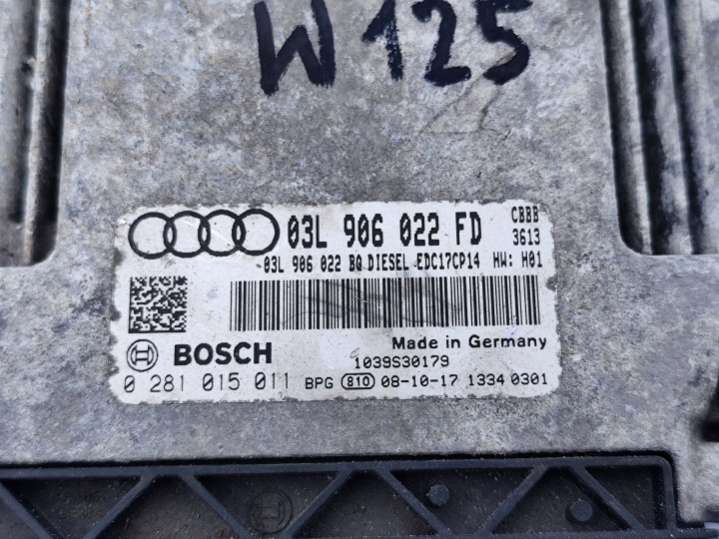 W125
03L 906 022 FD
CBBB
3613
03L 906 022 BQ DIESEL EDC17CP14 HW: H01
BOSCH
Made in Germany
1039S30179
0 281 015 011 BPG 810 08-10-17 1334 0301